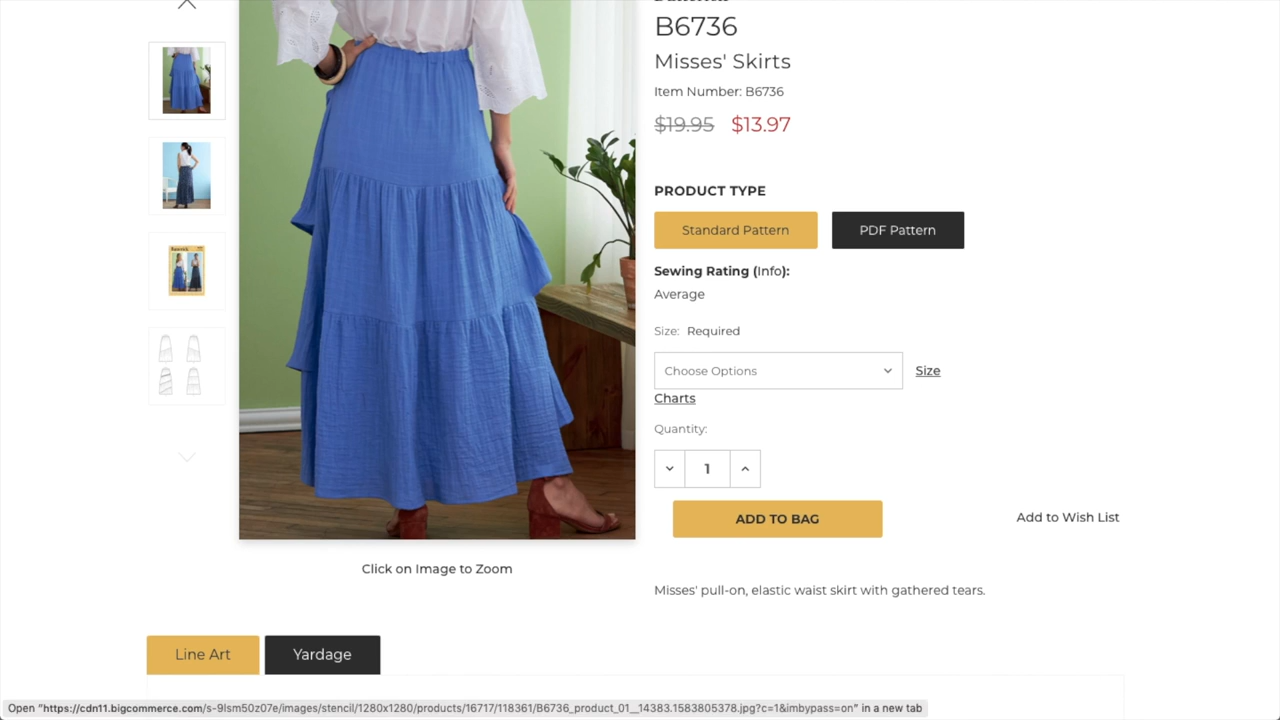 B6736
Misses' Skirts
Item Number: B6736
$19.95 $13.97
PRODUCT TYPE
Standard Pattern PDF Pattern
Sewing Rating (Info):
Average
Size: Required
Choose Options Size
Charts
Quantity:
1
ADD TO BAG Add to Wish List
Click on Image to Zoom
Misses' pull-on, elastic waist skirt with gathered tears.
Line Art Yardage
Open "https://cdn11.bigcommerce.com/s-9lsm50z07e/images/stencil/1280x1280/products/16717/118361/B6736_product_01__14383.1583805378.jpg?c=1&imbypass=on" in a new tab